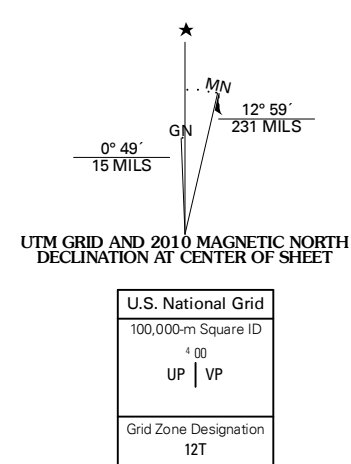 MN
12° 59´
231 MILS
GN
0° 49´
15 MILS
UTM GRID AND 2010 MAGNETIC NORTH
DECLINATION AT CENTER OF SHEET
U.S. National Grid
100,000-m Square ID
4 00
UP | VP
Grid Zone Designation
12T